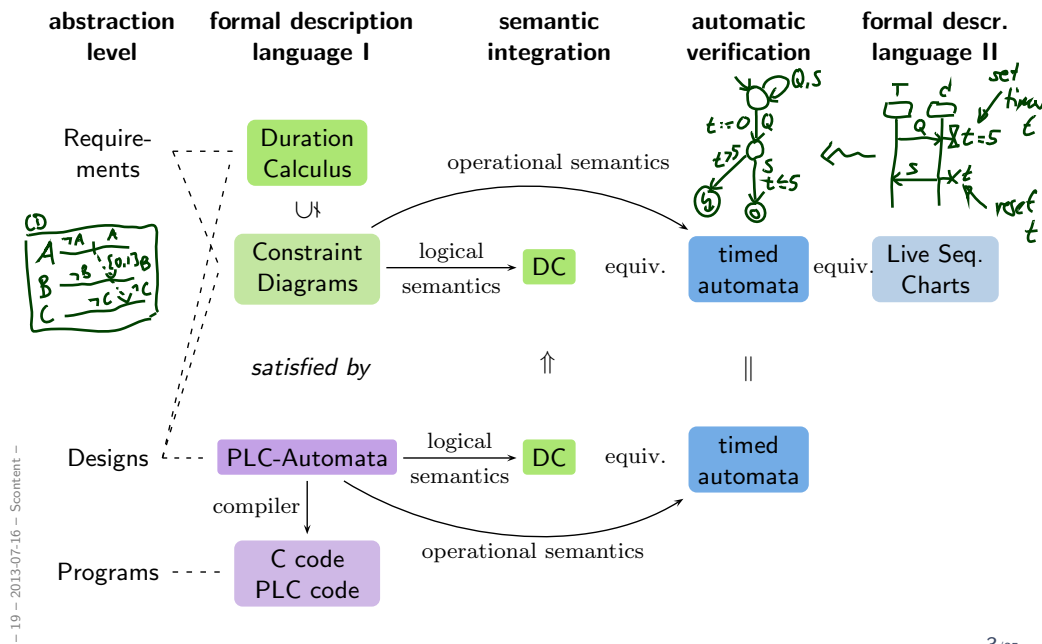 abstraction level
formal description language I
semantic integration
automatic verification
formal descr. language II
Q,S
t:=0 Q
t>5
S
t≤5
T d
set
timer
t
Q
t=5
S
t
reset
t
Require-
ments
Duration
Calculus
operational semantics
CD
A ¬A A
B ¬B [0,1] B
C ¬C ¬C
Constraint
Diagrams
logical
semantics
DC
equiv.
timed
automata
equiv.
Live Seq.
Charts
satisfied by
⇑
||
Designs
PLC-Automata
logical
semantics
DC
equiv.
timed
automata
compiler
operational semantics
Programs
C code
PLC code
– 19 – 2013-07-16 – Scontent –